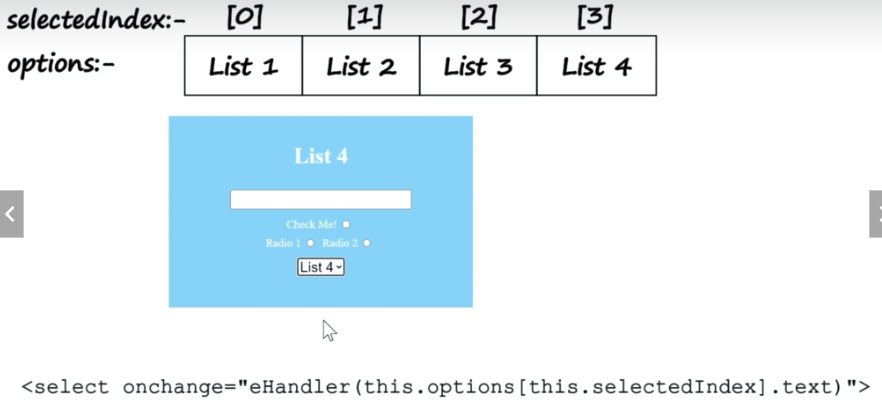 selectedIndex:- [0] [1] [2] [3]
options:- List 1 List 2 List 3 List 4
List 4
Check Me!
Radio 1 Radio 2
List 4
<select onchange="eHandler(this.options[this.selectedIndex].text)">